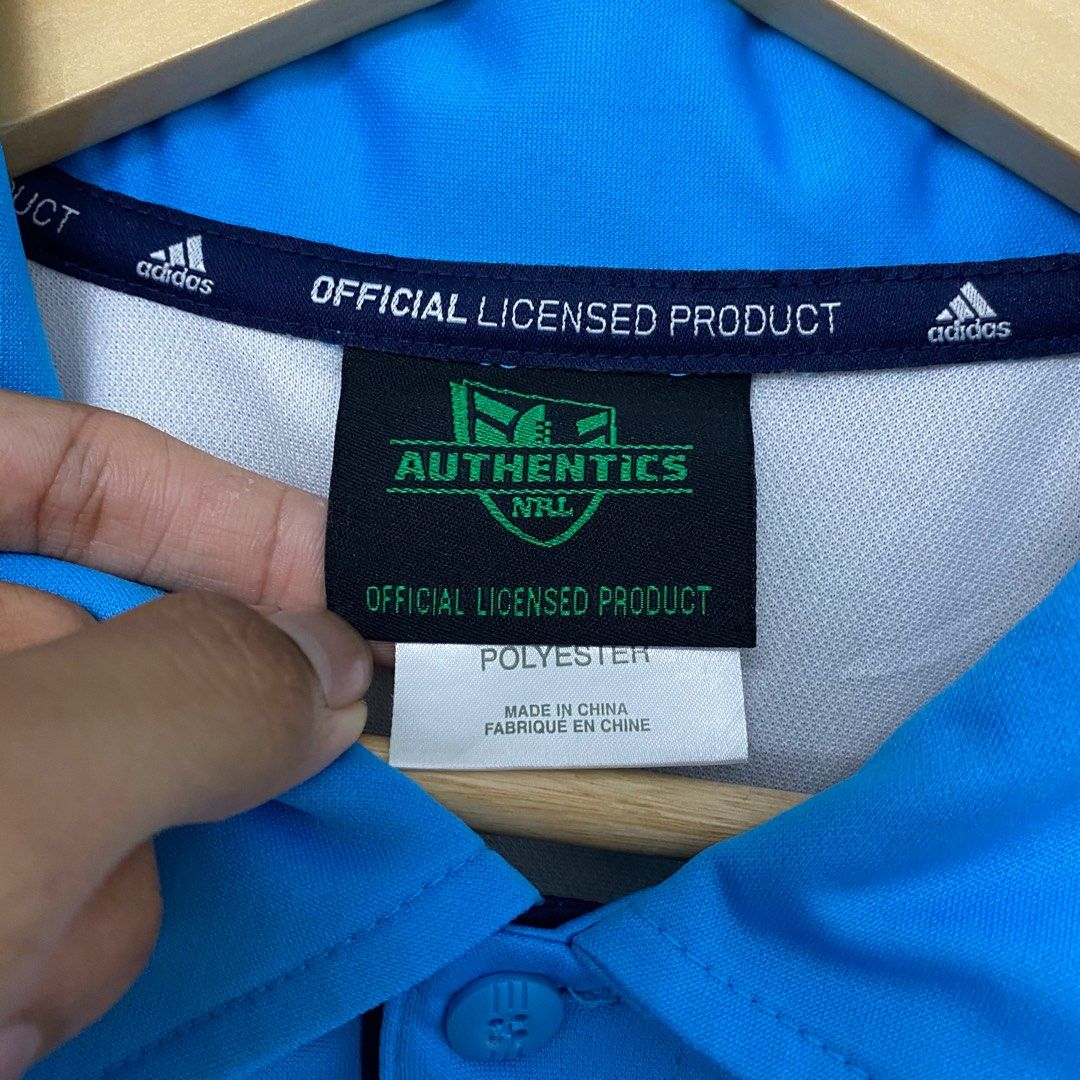 UCT
adidas
OFFICIAL LICENSED PRODUCT
adidas
AUTHENTiCS
NRL
OFFICIAL LICENSED PRODUCT
POLYESTER
MADE IN CHINA
FABRIQUÉ EN CHINE